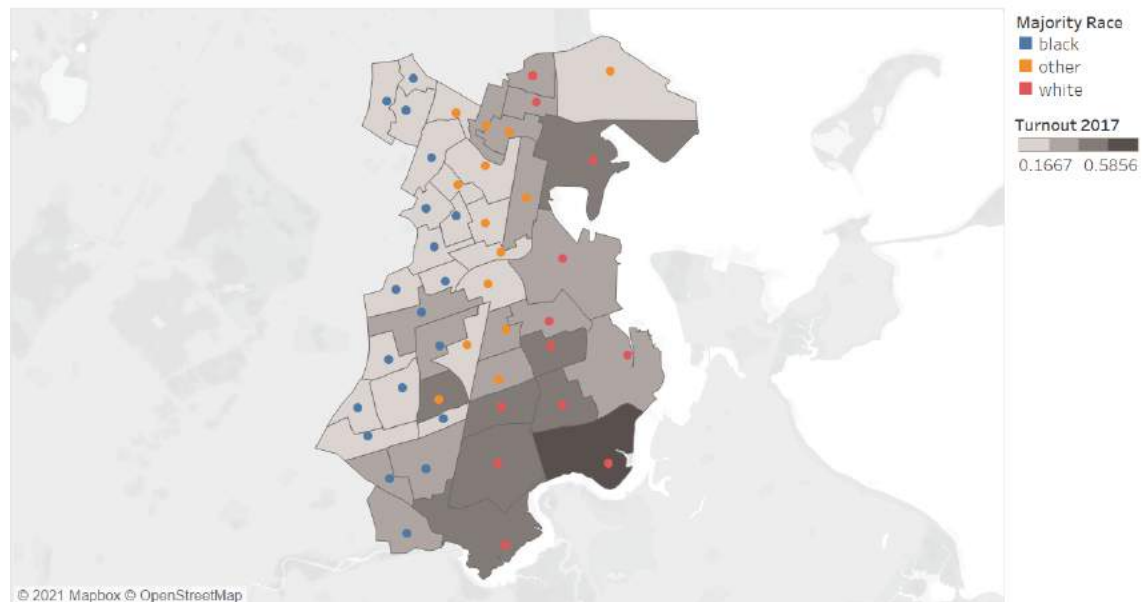 Majority Race
black
other
white
Turnout 2017
0.1667 0.5856
© 2021 Mapbox © OpenStreetMap